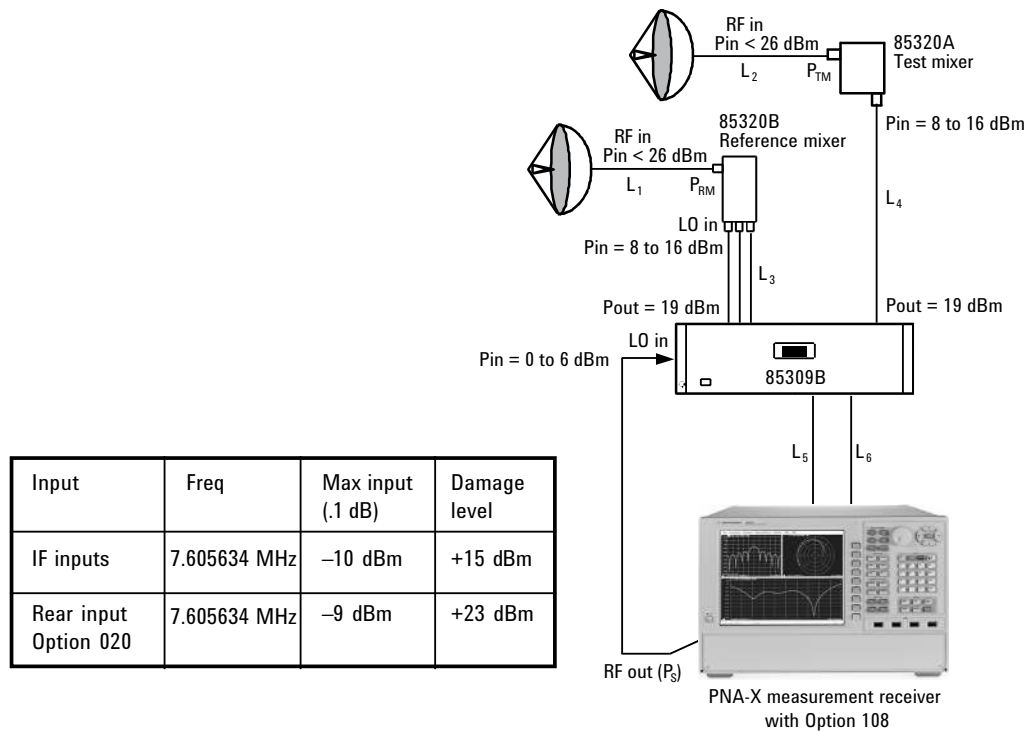 RF in
Pin < 26 dBm
L2
PTM
85320A
Test mixer
Pin = 8 to 16 dBm
85320B
Reference mixer
RF in
Pin < 26 dBm
L1
PRM
LO in
Pin = 8 to 16 dBm
L3
L4
Pout = 19 dBm
Pout = 19 dBm
LO in
Pin = 0 to 6 dBm
85309B
L5
L6
Input Freq Max input (.1 dB) Damage level
IF inputs 7.605634 MHz –10 dBm +15 dBm
Rear input Option 020 7.605634 MHz –9 dBm +23 dBm
RF out (PS)
PNA-X measurement receiver
with Option 108